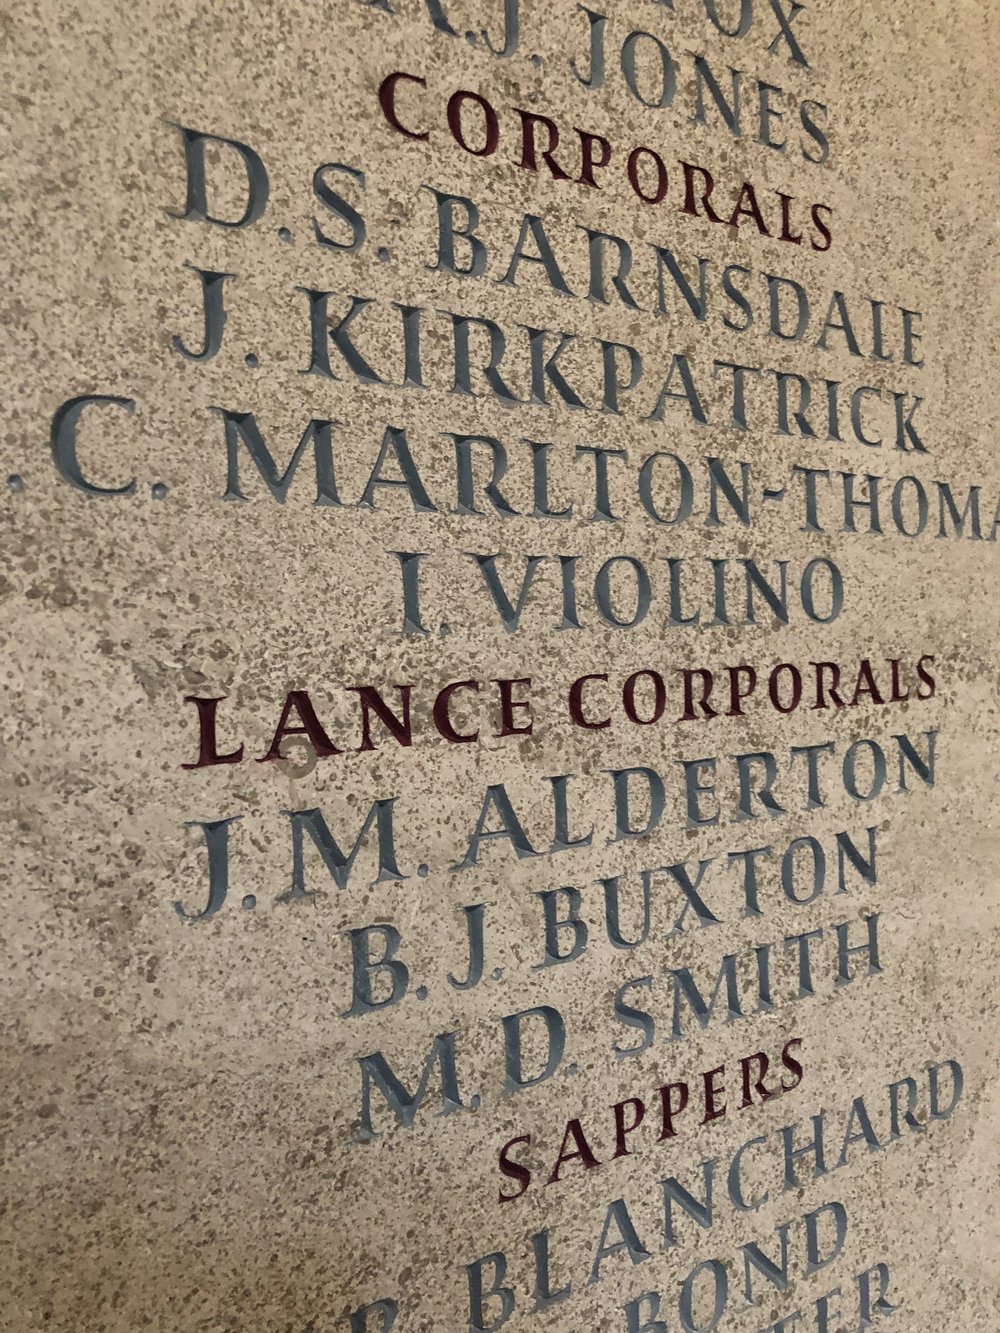 J. JONES
CORPORALS
D.S. BARNSDALE
J. KIRKPATRICK
.C. MARLTON-THOMA
I. VIOLINO
LANCE CORPORALS
J.M. ALDERTON
B.J. BUXTON
M.D. SMITH
SAPPERS
BLANCHARD
BOND